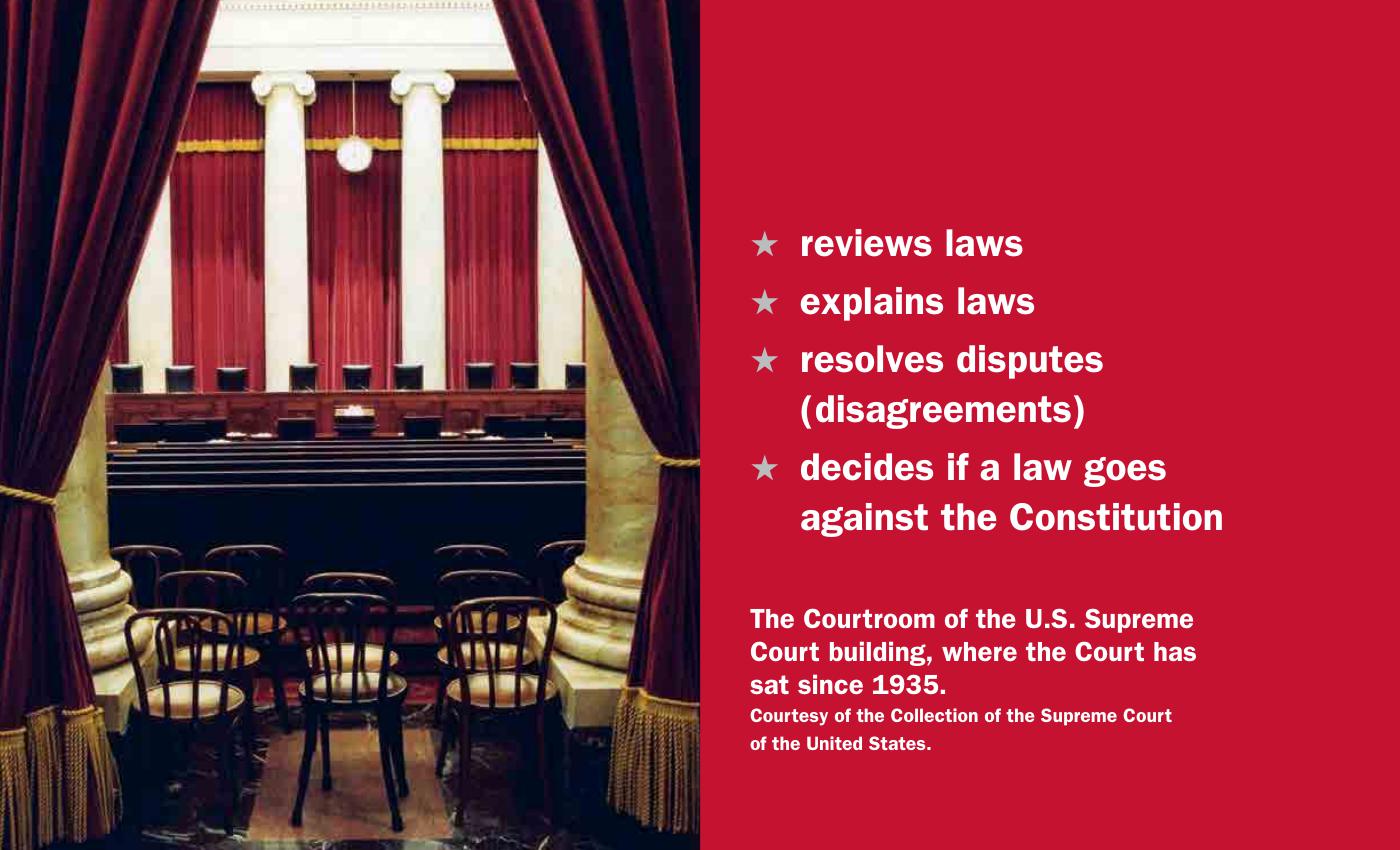 ★ reviews laws
★ explains laws
★ resolves disputes
(disagreements)
★ decides if a law goes
against the Constitution
The Courtroom of the U.S. Supreme
Court building, where the Court has
sat since 1935.
Courtesy of the Collection of the Supreme Court
of the United States.